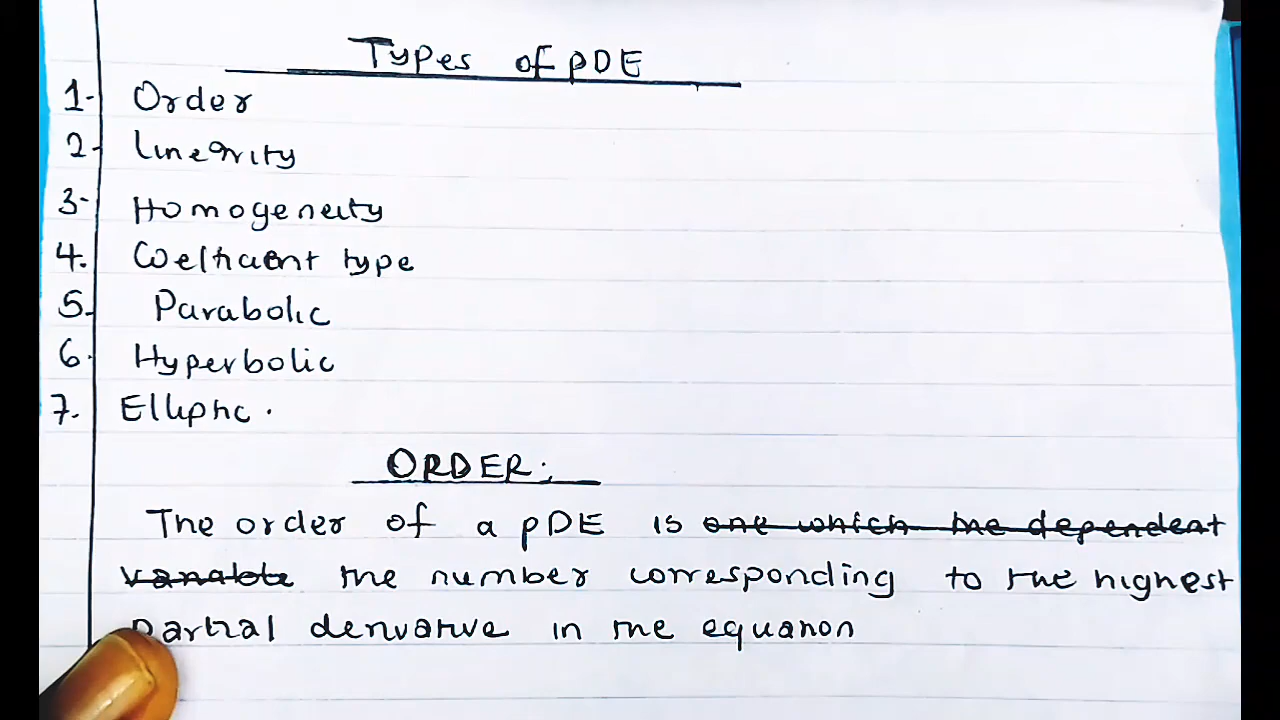 Types of PDE
1- Order
2- Linearity
3- Homogeneity
4. Coefficient type
5. Parabolic
6. Hyperbolic
7. Elliptic.
ORDER:
The order of a PDE is one which the dependent
variable the number corresponding to the highest
partial derivative in the equation